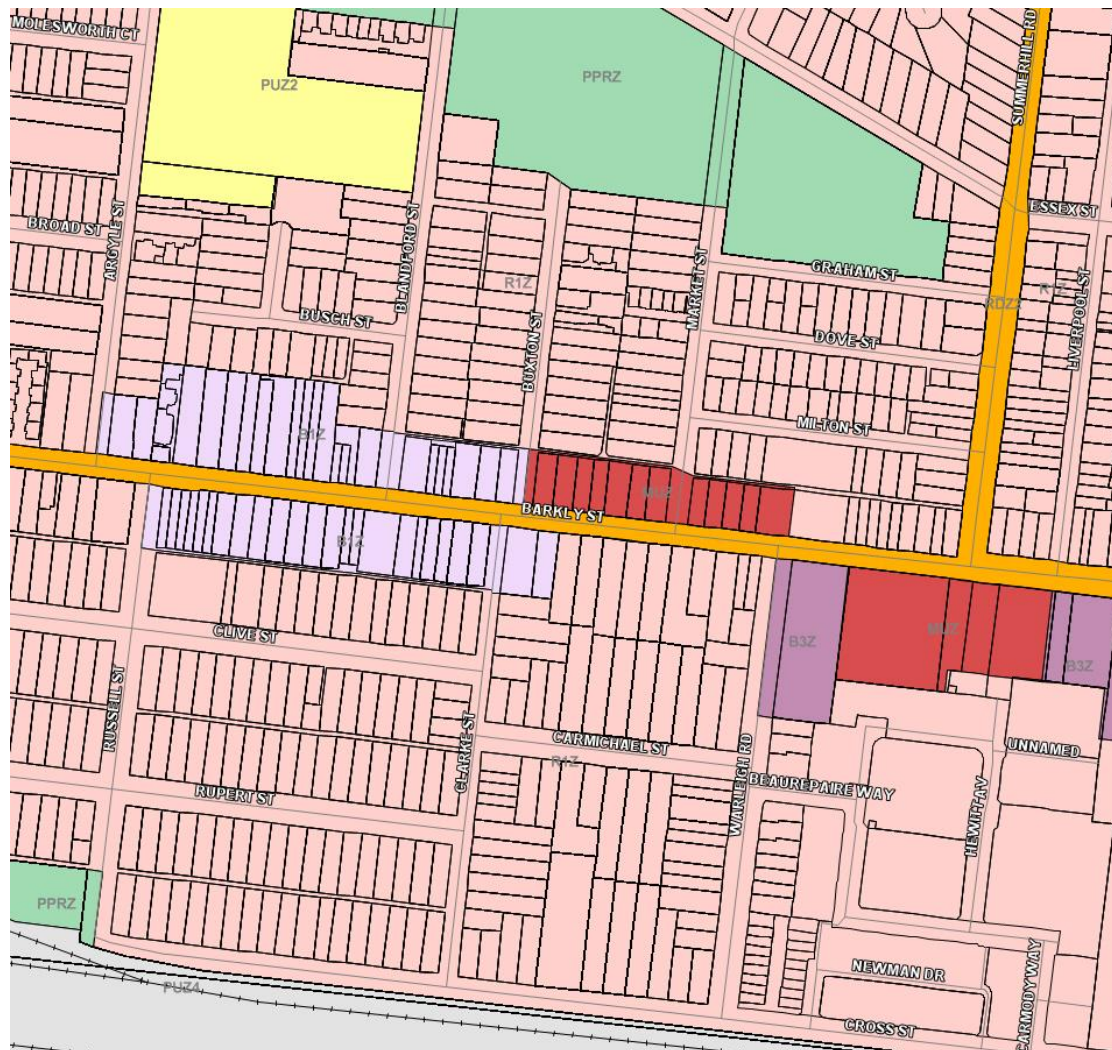 MOLESWORTH CT
PUZ2
PPRZ
SUMMERHILL RD
ESSEX ST
BROAD ST
ARGYLE ST
BLANDFORD ST
R1Z
MARKET ST
GRAHAM ST
RDZ2
R1Z
LIVERPOOL ST
BUSCH ST
BUXTON ST
DOVE ST
MILTON ST
B1Z
MUZ
BARKLY ST
B1Z
CLIVE ST
B3Z
MUZ
B3Z
RUSSELL ST
CLARKE ST
CARMICHAEL ST
R1Z
WARLEIGH RD
UNNAMED
BEAUREPAIRE WAY
RUPERT ST
HEWITT AV
PPRZ
PUZ4
NEWMAN DR
CARMODY WAY
CROSS ST